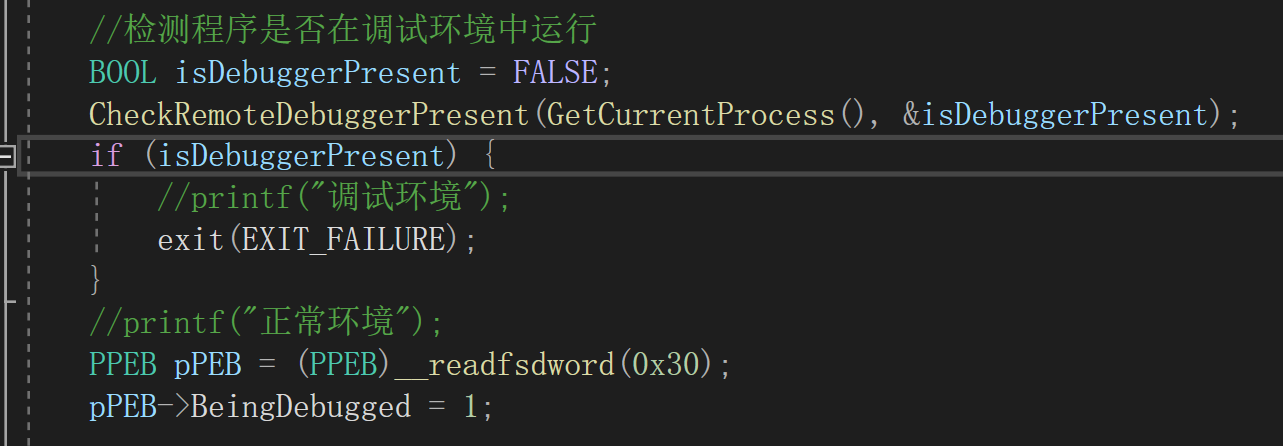 //检测程序是否在调试环境中运行
BOOL isDebuggerPresent = FALSE;
CheckRemoteDebuggerPresent(GetCurrentProcess(), &isDebuggerPresent);
if (isDebuggerPresent) {
//printf("调试环境");
exit(EXIT_FAILURE);
}
//printf("正常环境");
PPEB pPEB = (PPEB)__readfsdword(0x30);
pPEB->BeingDebugged = 1;